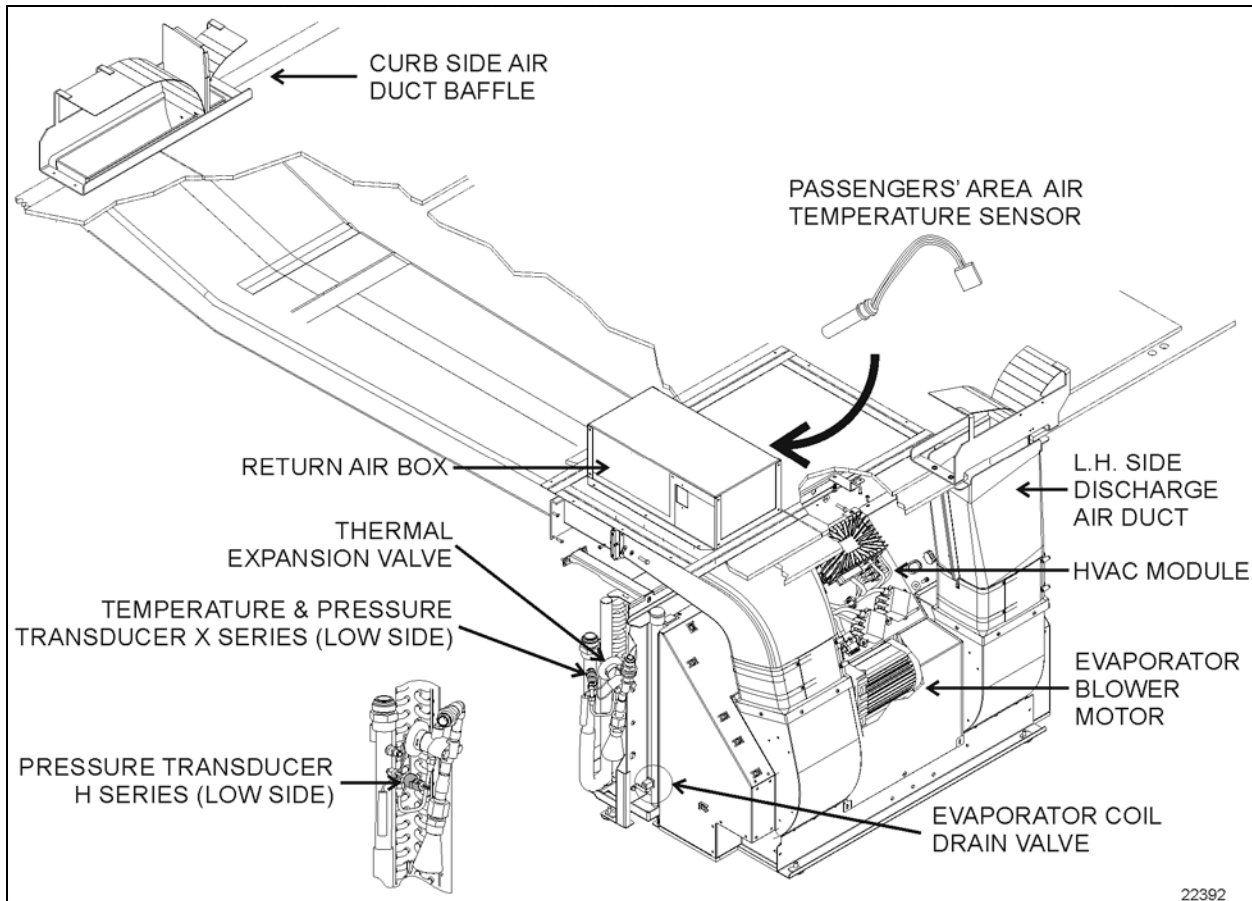 CURB SIDE AIR
DUCT BAFFLE
PASSENGERS' AREA AIR
TEMPERATURE SENSOR
RETURN AIR BOX
L.H. SIDE
DISCHARGE
AIR DUCT
THERMAL
EXPANSION VALVE
HVAC MODULE
TEMPERATURE & PRESSURE
TRANSDUCER X SERIES (LOW SIDE)
EVAPORATOR
BLOWER
MOTOR
PRESSURE TRANSDUCER
H SERIES (LOW SIDE)
EVAPORATOR COIL
DRAIN VALVE
22392